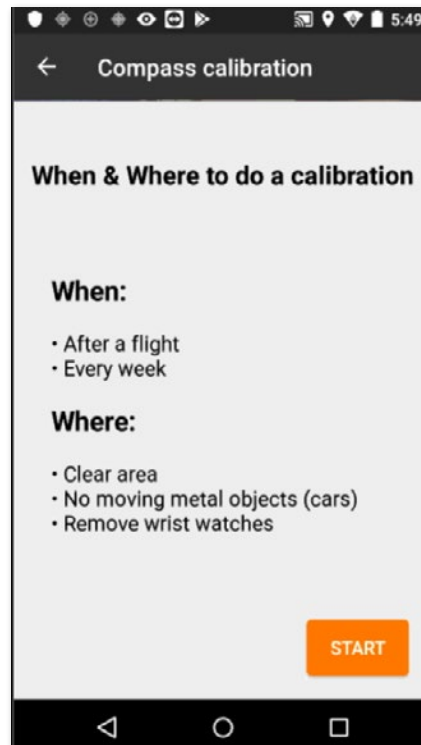 5:49
Compass calibration
When & Where to do a calibration
When:
• After a flight
• Every week
Where:
• Clear area
• No moving metal objects (cars)
• Remove wrist watches
START